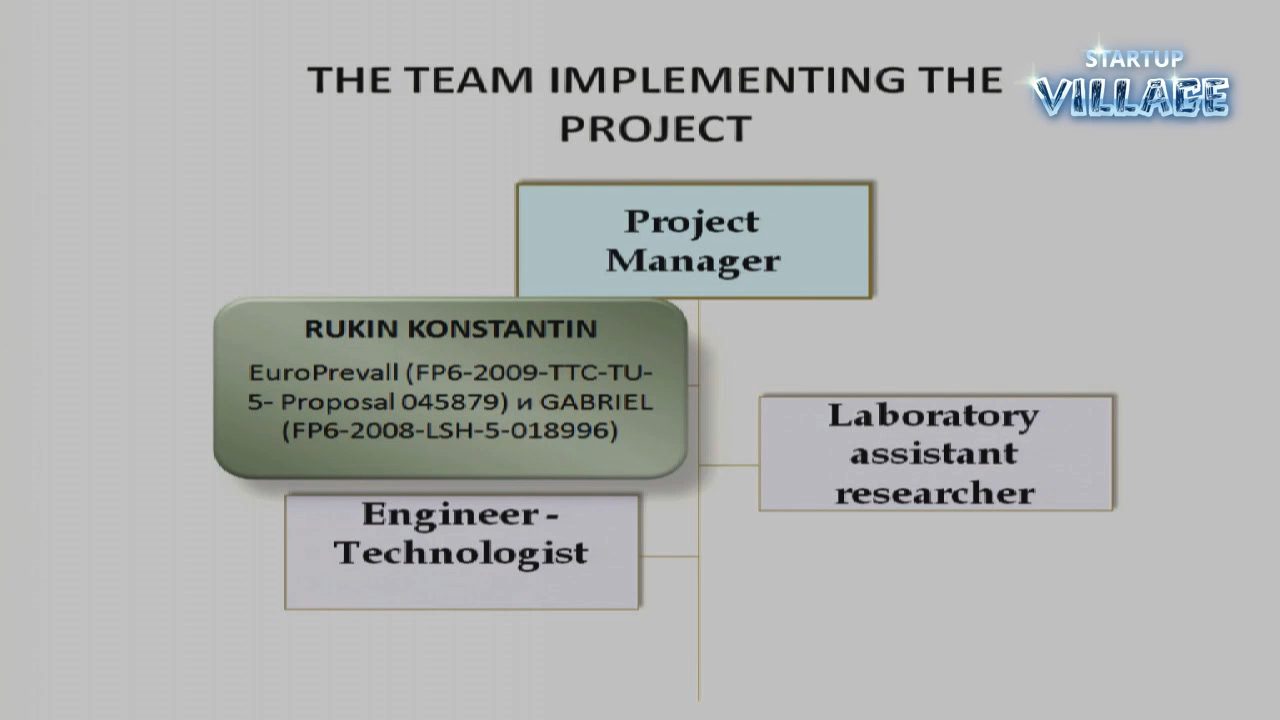 STARTUP
VILLAGE
THE TEAM IMPLEMENTING THE
PROJECT
Project
Manager
RUKIN KONSTANTIN
EuroPrevall (FP6-2009-TTC-TU-
5- Proposal 045879) и GABRIEL
(FP6-2008-LSH-5-018996)
Laboratory
assistant
researcher
Engineer -
Technologist